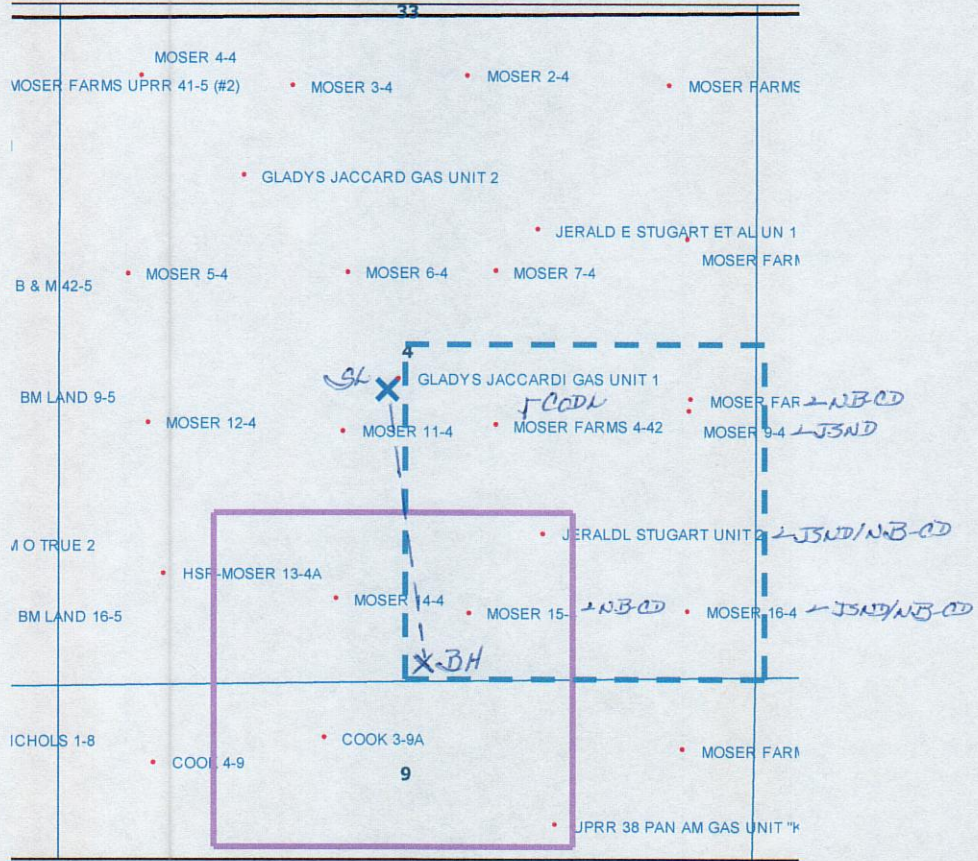 33
MOSER 4-4
MOSER FARMS UPRR 41-5 (#2)
MOSER 3-4
MOSER 2-4
MOSER FARMS
GLADYS JACCARD GAS UNIT 2
JERALD E STUGART ET AL UN 1
MOSER FARM
B & M 42-5
MOSER 5-4
MOSER 6-4
MOSER 7-4
4
SL
GLADYS JACCARDI GAS UNIT 1
BM LAND 9-5
CODL
MOSER FAR NB-CD
MOSER 12-4
MOSER 11-4
MOSER FARMS 4-42
MOSER 9-4 JSND
M O TRUE 2
JERALDL STUGART UNIT 2 JSND/NB-CD
HSR-MOSER 13-4A
BM LAND 16-5
MOSER 14-4
MOSER 15- NB-CD
MOSER 16-4 JSND/NB-CD
BH
ICHOLS 1-8
COOK 3-9A
COOK 4-9
MOSER FARM
9
UPRR 38 PAN AM GAS UNIT "K